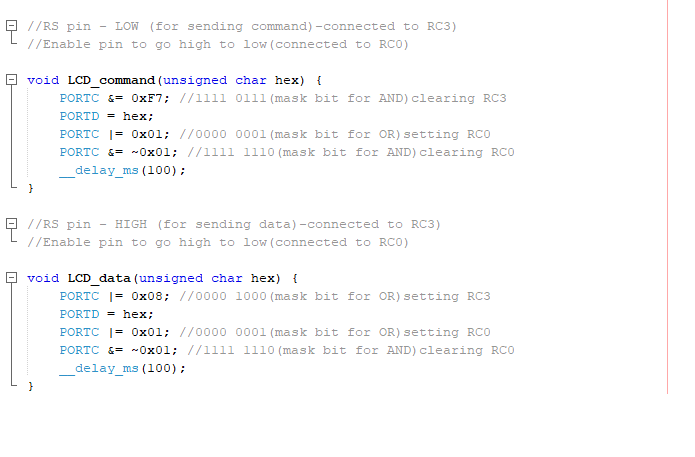 //RS pin - LOW (for sending command)-connected to RC3)
//Enable pin to go high to low(connected to RC0)
void LCD_command(unsigned char hex) {
PORTC &= 0xF7; //1111 0111(mask bit for AND)clearing RC3
PORTD = hex;
PORTC |= 0x01; //0000 0001(mask bit for OR)setting RC0
PORTC &= ~0x01; //1111 1110(mask bit for AND)clearing RC0
__delay_ms(100);
}
//RS pin - HIGH (for sending data)-connected to RC3)
//Enable pin to go high to low(connected to RC0)
void LCD_data(unsigned char hex) {
PORTC |= 0x08; //0000 1000(mask bit for OR)setting RC3
PORTD = hex;
PORTC |= 0x01; //0000 0001(mask bit for OR)setting RC0
PORTC &= ~0x01; //1111 1110(mask bit for AND)clearing RC0
__delay_ms(100);
}